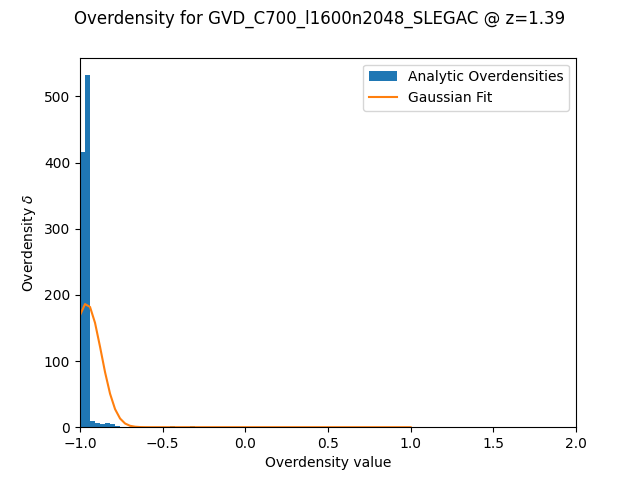 Overdensity for GVD_C700_l1600n2048_SLEGAC @ z=1.39
Analytic Overdensities
Gaussian Fit
Overdensity δ
500
400
300
200
100
0
−1.0 −0.5 0.0 0.5 1.0 1.5 2.0
Overdensity value